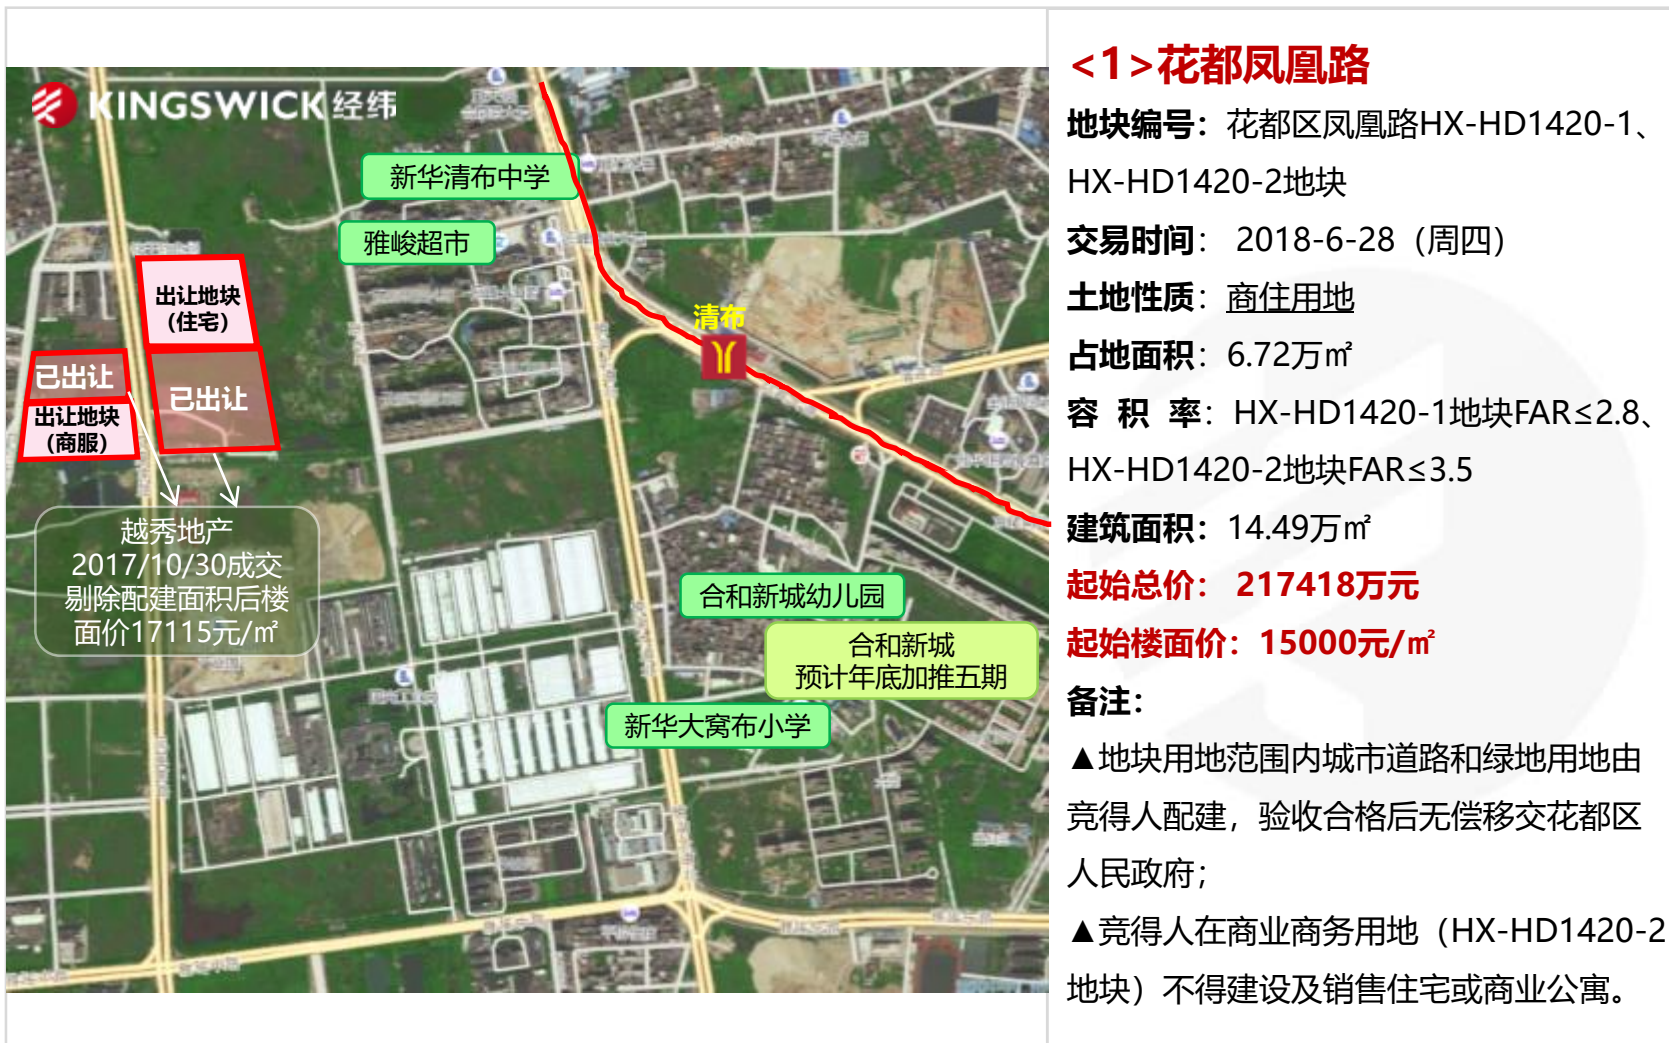 KINGSWICK 经纬
新华清布中学
雅峻超市
出让地块
(住宅)
清布
已出让
已出让
出让地块
(商服)
越秀地产
2017/10/30成交
剔除配建面积后楼
面价17115元/㎡
合和新城幼儿园
合和新城
预计年底加推五期
新华大窝布小学
<1>花都凤凰路
地块编号：花都区凤凰路HX-HD1420-1、
HX-HD1420-2地块
交易时间： 2018-6-28（周四）
土地性质：商住用地
占地面积：6.72万㎡
容 积 率：HX-HD1420-1地块FAR≤2.8、
HX-HD1420-2地块FAR≤3.5
建筑面积：14.49万㎡
起始总价： 217418万元
起始楼面价：15000元/㎡
备注：
▲地块用地范围内城市道路和绿地用地由
竞得人配建，验收合格后无偿移交花都区
人民政府；
▲竞得人在商业商务用地（HX-HD1420-2
地块）不得建设及销售住宅或商业公寓。